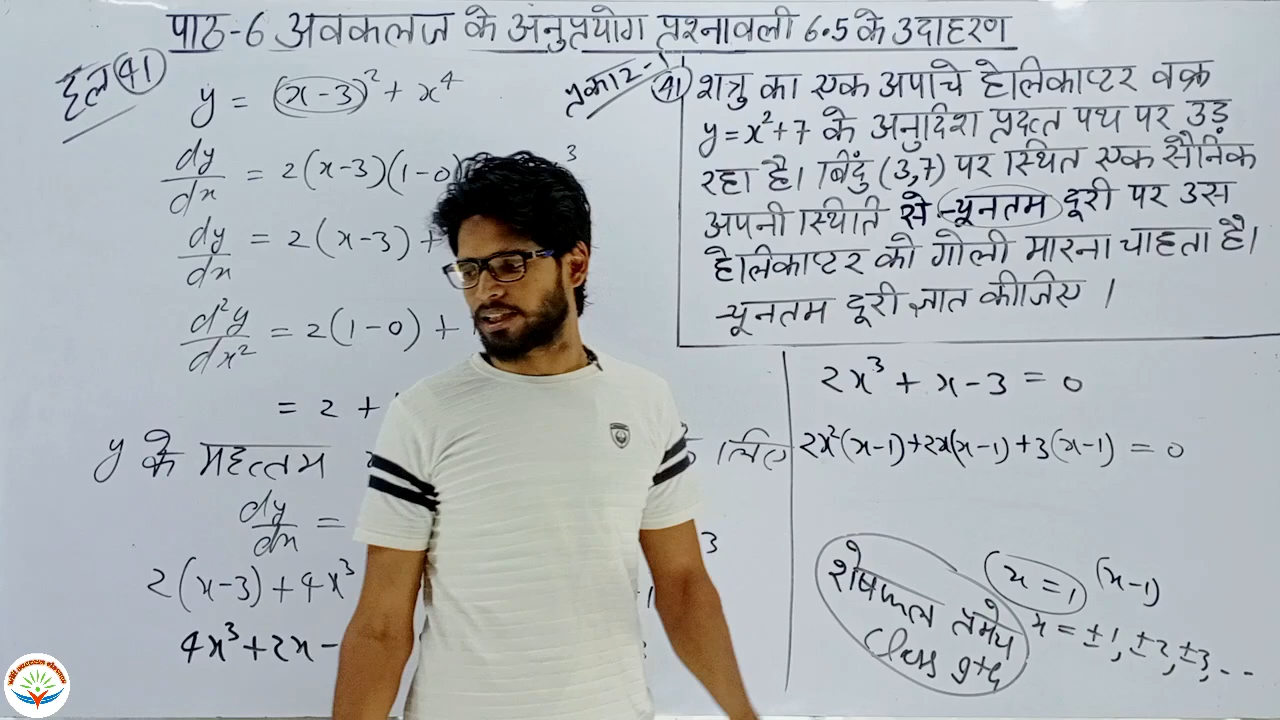 पाठ-6 अवकलज के अनुप्रयोग प्रश्नावली 6.5 के उदाहरण
हल 41
y = (x-3)² + x⁴
dy/dx = 2(x-3)(1-0)
3
dy/dx = 2(x-3) +
d²y/dx² = 2(1-0) +
= 2 +
y के महत्तम
लिए
dy/dx =
2(x-3) + 4x³
3
4x³ + 2x -
41 शत्रु का एक अपाचे हेलिकाप्टर वक्र
y = x² + 7 के अनुदिश प्रदत्त पथ पर उड़
रहा है। बिंदु (3,7) पर स्थित एक सैनिक
अपनी स्थिति से न्यूनतम दूरी पर उस
हेलिकाप्टर को गोली मारना चाहता है।
न्यूनतम दूरी ज्ञात कीजिए।
2x³ + x - 3 = 0
2x²(x-1) + 2x(x-1) + 3(x-1) = 0
x = 1 (x-1)
x = ±1, ±2, ±3, --
शेषफल प्रमेय
Class 9th